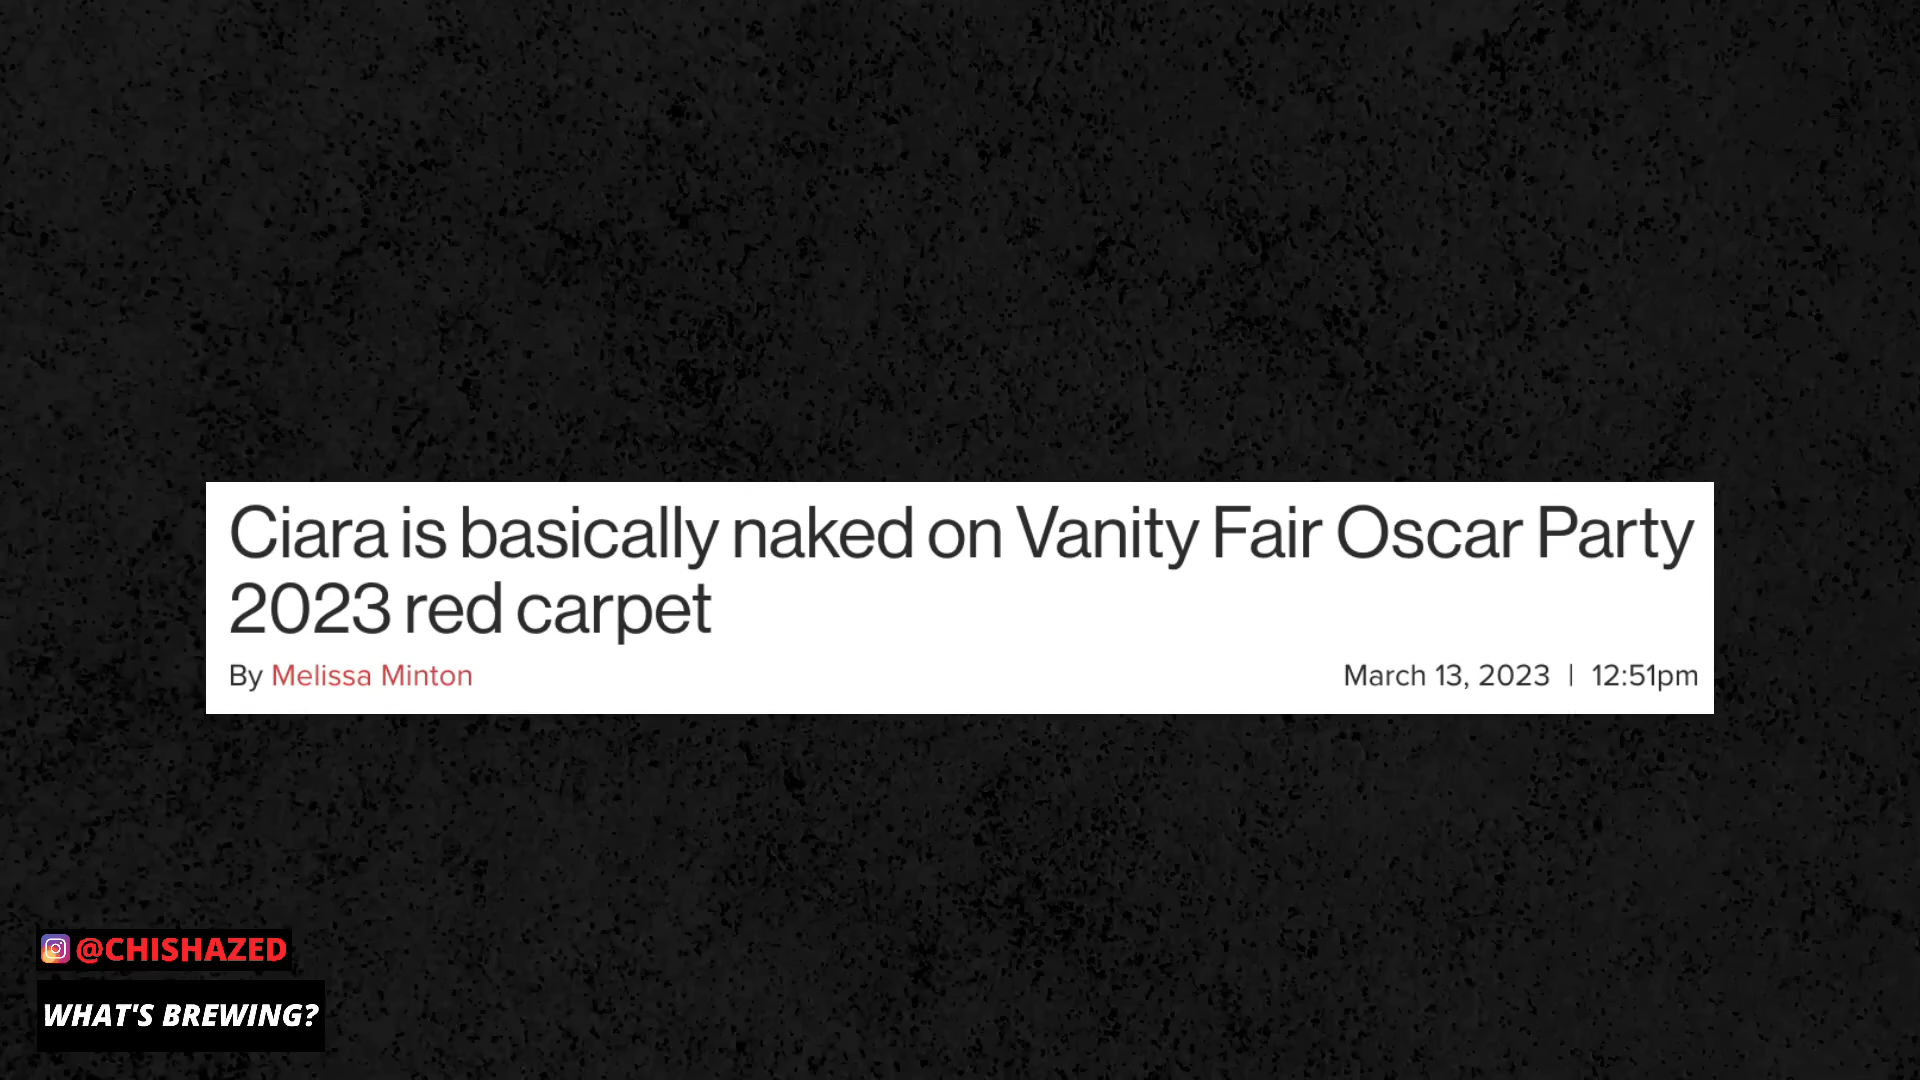 Ciara is basically naked on Vanity Fair Oscar Party
2023 red carpet
By Melissa Minton March 13, 2023 | 12:51pm
@CHISHAZED
WHAT'S BREWING?